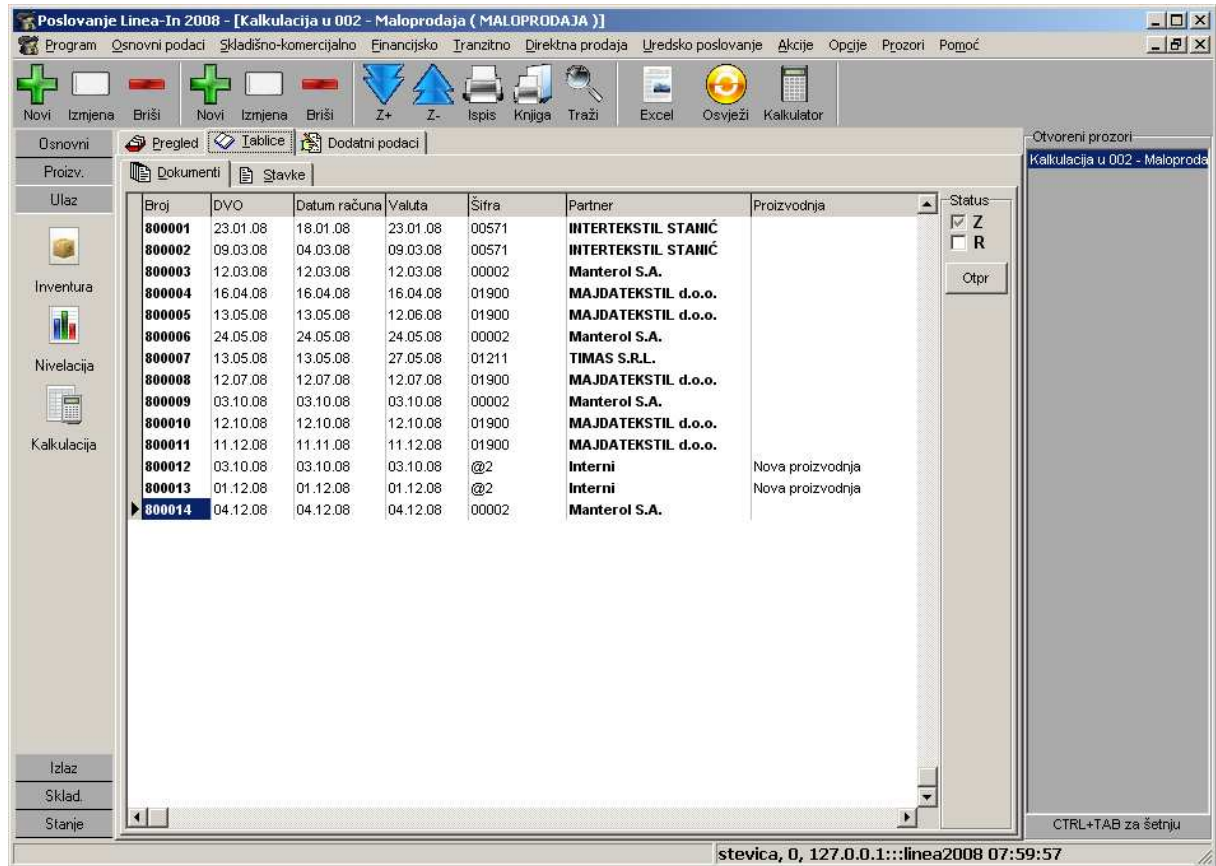 Poslovanje Linea-In 2008 - [Kalkulacija u 002 - Maloprodaja ( MALOPRODAJA )]
Program Osnovni podaci Skladišno-komercijalno Financijsko Tranzitno Direktna prodaja Uredsko poslovanje Akcije Opcije Prozori Pomoć
Novi Izmjena Briši Novi Izmjena Briši Z+ Z- Ispis Knjiga Traži Excel Osvježi Kalkulator
Osnovni
Proizv.
Ulaz
Inventura
Nivelacija
Kalkulacija
Izlaz
Sklad.
Stanje
Pregled Tablice Dodatni podaci
Dokumenti Stavke
Broj DVO Datum računa Valuta Šifra Partner Proizvodnja
800001 23.01.08 18.01.08 23.01.08 00571 INTERTEKSTIL STANIĆ
800002 09.03.08 04.03.08 09.03.08 00571 INTERTEKSTIL STANIĆ
800003 12.03.08 12.03.08 12.03.08 00002 Manterol S.A.
800004 16.04.08 16.04.08 16.04.08 01900 MAJDATEKSTIL d.o.o.
800005 13.05.08 13.05.08 12.06.08 01900 MAJDATEKSTIL d.o.o.
800006 24.05.08 24.05.08 24.05.08 00002 Manterol S.A.
800007 13.05.08 13.05.08 27.05.08 01211 TIMAS S.R.L.
800008 12.07.08 12.07.08 12.07.08 01900 MAJDATEKSTIL d.o.o.
800009 03.10.08 03.10.08 03.10.08 00002 Manterol S.A.
800010 12.10.08 12.10.08 12.10.08 01900 MAJDATEKSTIL d.o.o.
800011 11.12.08 11.11.08 11.12.08 01900 MAJDATEKSTIL d.o.o.
800012 03.10.08 03.10.08 03.10.08 @2 Interni Nova proizvodnja
800013 01.12.08 01.12.08 01.12.08 @2 Interni Nova proizvodnja
800014 04.12.08 04.12.08 04.12.08 00002 Manterol S.A.
Status
Z
R
Otpr
Otvoreni prozori
Kalkulacija u 002 - Maloproda
CTRL+TAB za šetnju
stevica, 0, 127.0.0.1:::linea2008 07:59:57